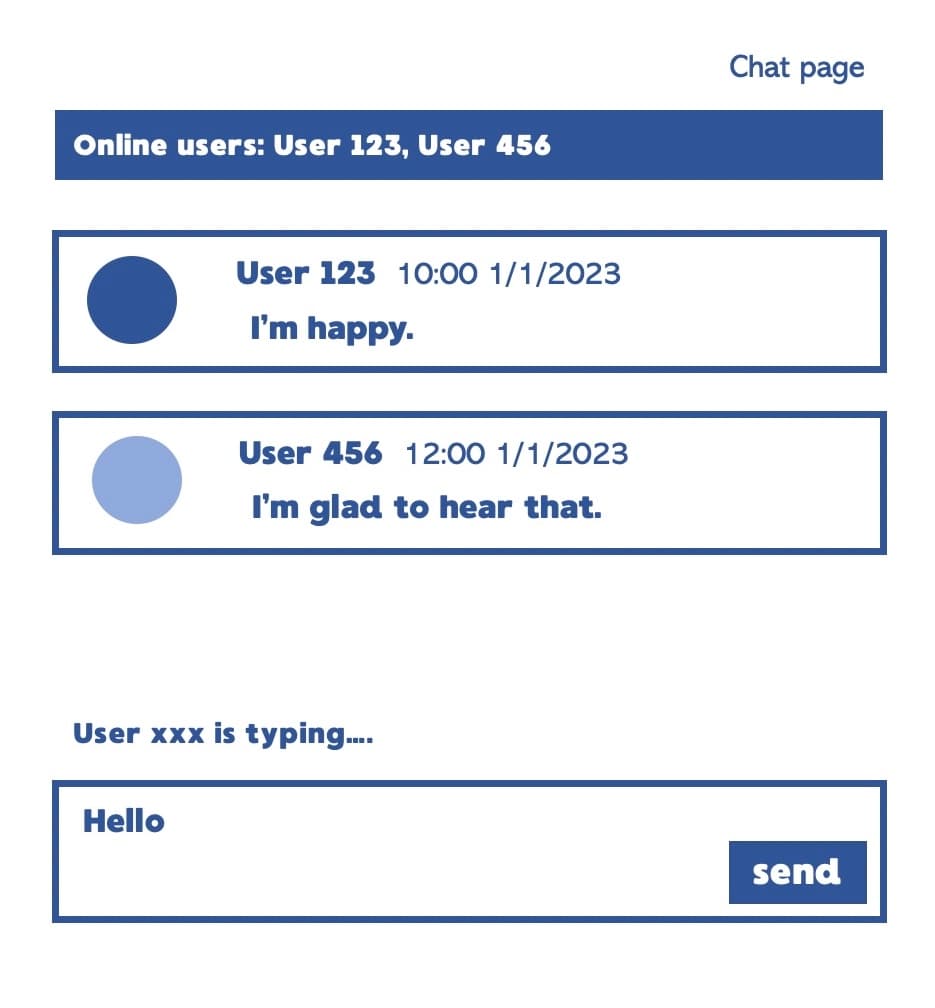 Chat page
Online users: User 123, User 456
User 123 10:00 1/1/2023
I'm happy.
User 456 12:00 1/1/2023
I'm glad to hear that.
User xxx is typing....
Hello
send